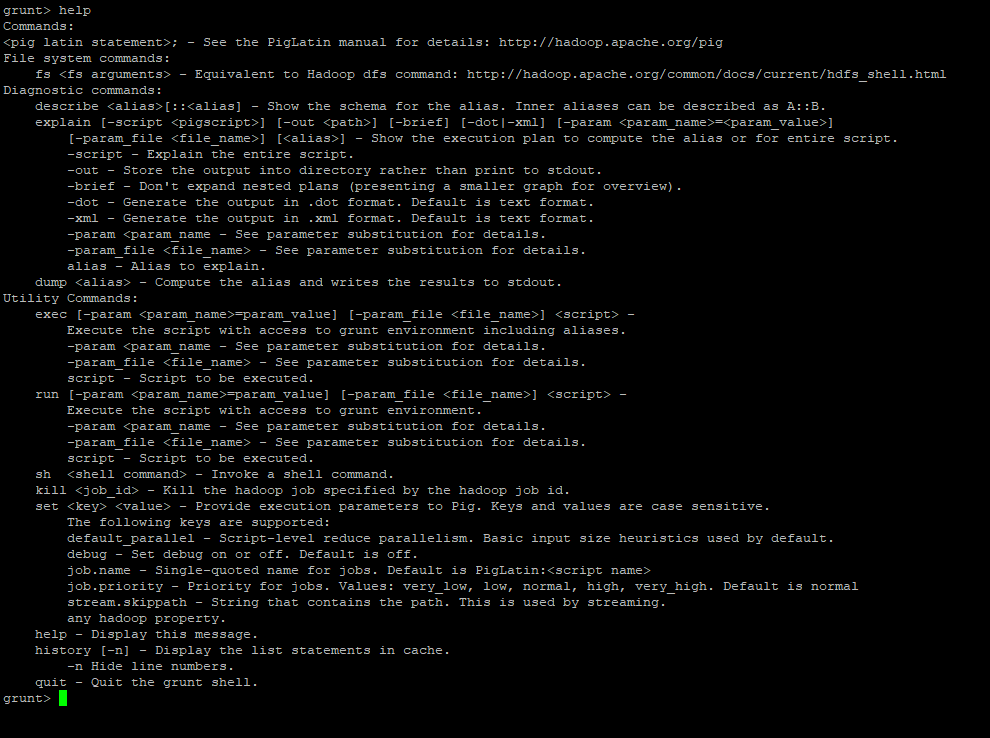 grunt> help
Commands:
<pig latin statement>; - See the PigLatin manual for details: http://hadoop.apache.org/pig
File system commands:
    fs <fs arguments> - Equivalent to Hadoop dfs command: http://hadoop.apache.org/common/docs/current/hdfs_shell.html
Diagnostic commands:
    describe <alias>[::<alias] - Show the schema for the alias. Inner aliases can be described as A::B.
    explain [-script <pigscript>] [-out <path>] [-brief] [-dot|-xml] [-param <param_name>=<param_value>]
        [-param_file <file_name>] [<alias>] - Show the execution plan to compute the alias or for entire script.
        -script - Explain the entire script.
        -out - Store the output into directory rather than print to stdout.
        -brief - Don't expand nested plans (presenting a smaller graph for overview).
        -dot - Generate the output in .dot format. Default is text format.
        -xml - Generate the output in .xml format. Default is text format.
        -param <param_name - See parameter substitution for details.
        -param_file <file_name> - See parameter substitution for details.
        alias - Alias to explain.
    dump <alias> - Compute the alias and writes the results to stdout.
Utility Commands:
    exec [-param <param_name>=param_value] [-param_file <file_name>] <script> -
        Execute the script with access to grunt environment including aliases.
        -param <param_name - See parameter substitution for details.
        -param_file <file_name> - See parameter substitution for details.
        script - Script to be executed.
    run [-param <param_name>=param_value] [-param_file <file_name>] <script> -
        Execute the script with access to grunt environment.
        -param <param_name - See parameter substitution for details.
        -param_file <file_name> - See parameter substitution for details.
        script - Script to be executed.
    sh  <shell command> - Invoke a shell command.
    kill <job_id> - Kill the hadoop job specified by the hadoop job id.
    set <key> <value> - Provide execution parameters to Pig. Keys and values are case sensitive.
        The following keys are supported:
        default_parallel - Script-level reduce parallelism. Basic input size heuristics used by default.
        debug - Set debug on or off. Default is off.
        job.name - Single-quoted name for jobs. Default is PigLatin:<script name>
        job.priority - Priority for jobs. Values: very_low, low, normal, high, very_high. Default is normal
        stream.skippath - String that contains the path. This is used by streaming.
        any hadoop property.
    help - Display this message.
    history [-n] - Display the list statements in cache.
        -n Hide line numbers.
    quit - Quit the grunt shell.
grunt>